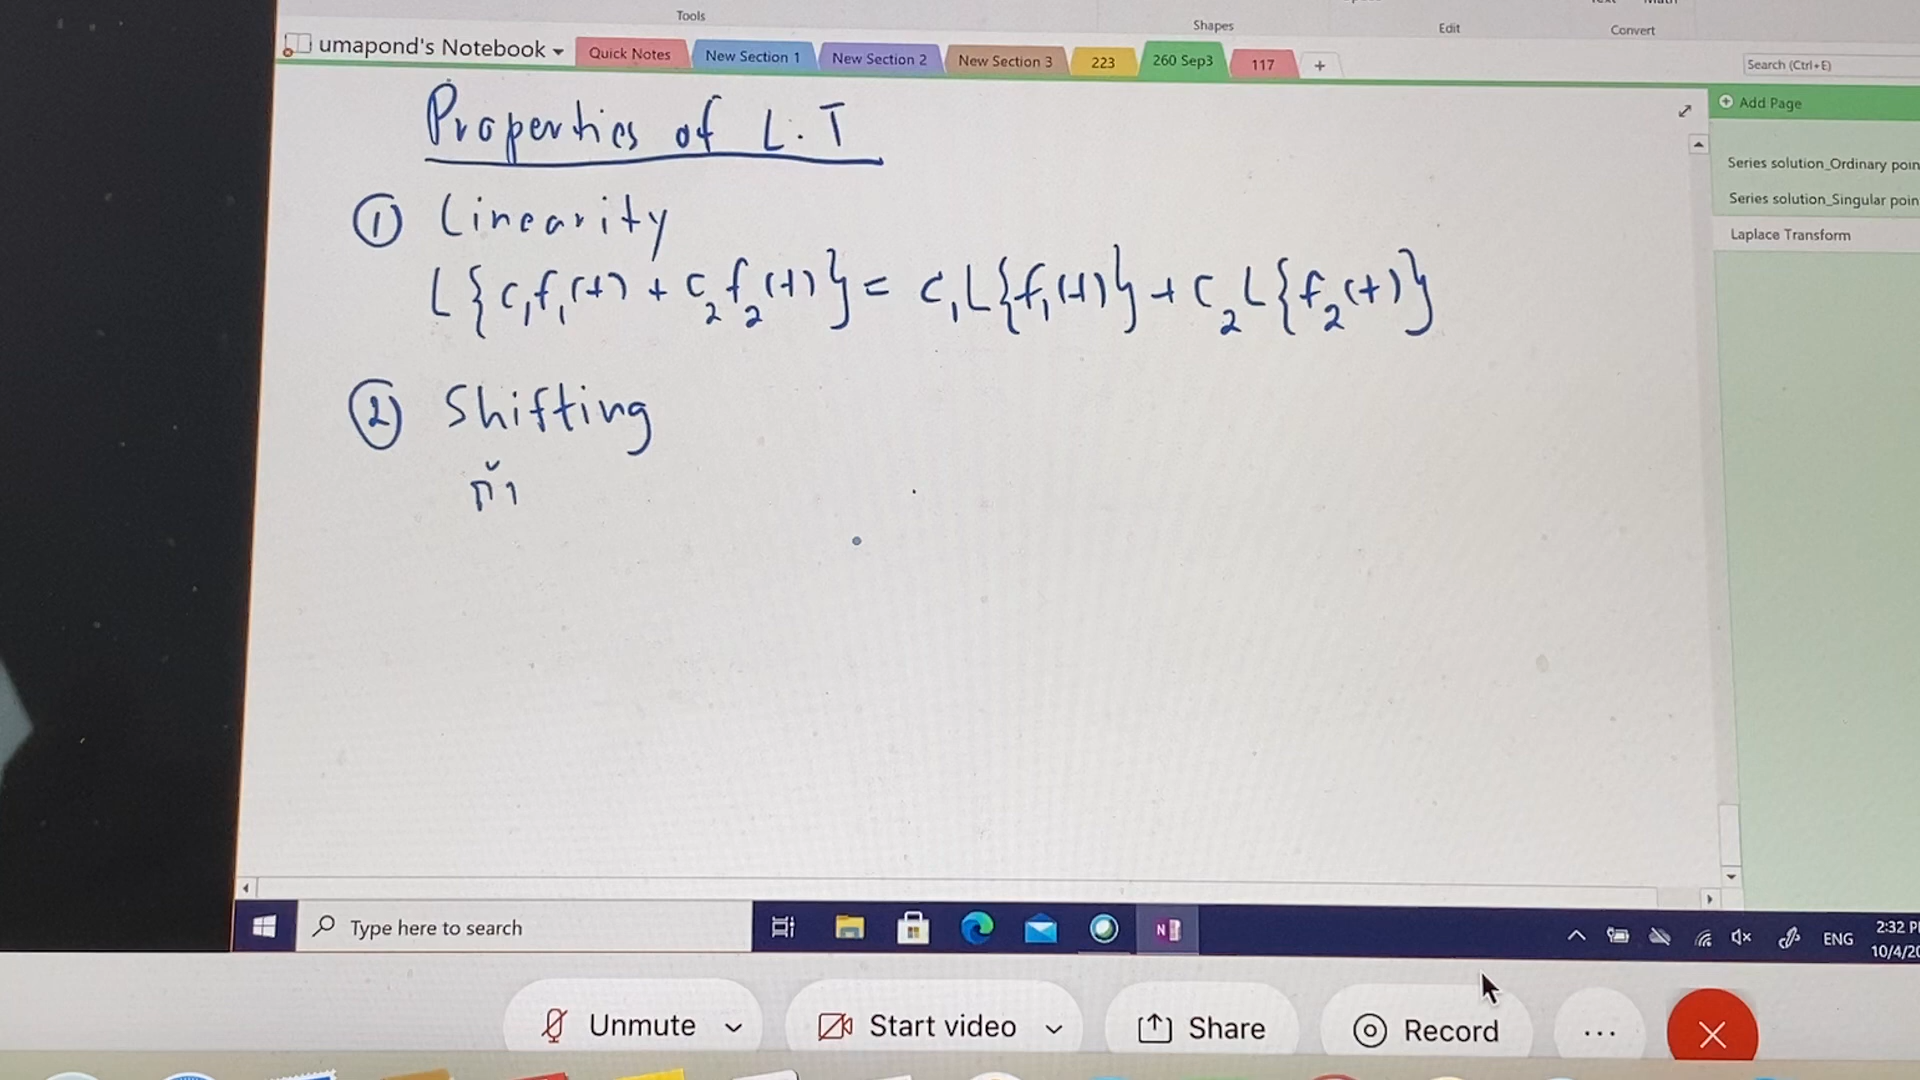 Tools
Shapes
Edit
Convert
umapond's Notebook
Quick Notes
New Section 1
New Section 2
New Section 3
223
260 Sep3
117
+
Search (Ctrl+E)
Add Page
Series solution_Ordinary poin
Series solution_Singular poin
Laplace Transform
Properties of L.T
① Linearity
L{c₁f₁(t) + c₂f₂(t)} = c₁L{f₁(t)} + c₂L{f₂(t)}
② Shifting
ถ้า
Type here to search
ENG
2:32 P
10/4/20
Unmute
Start video
Share
Record